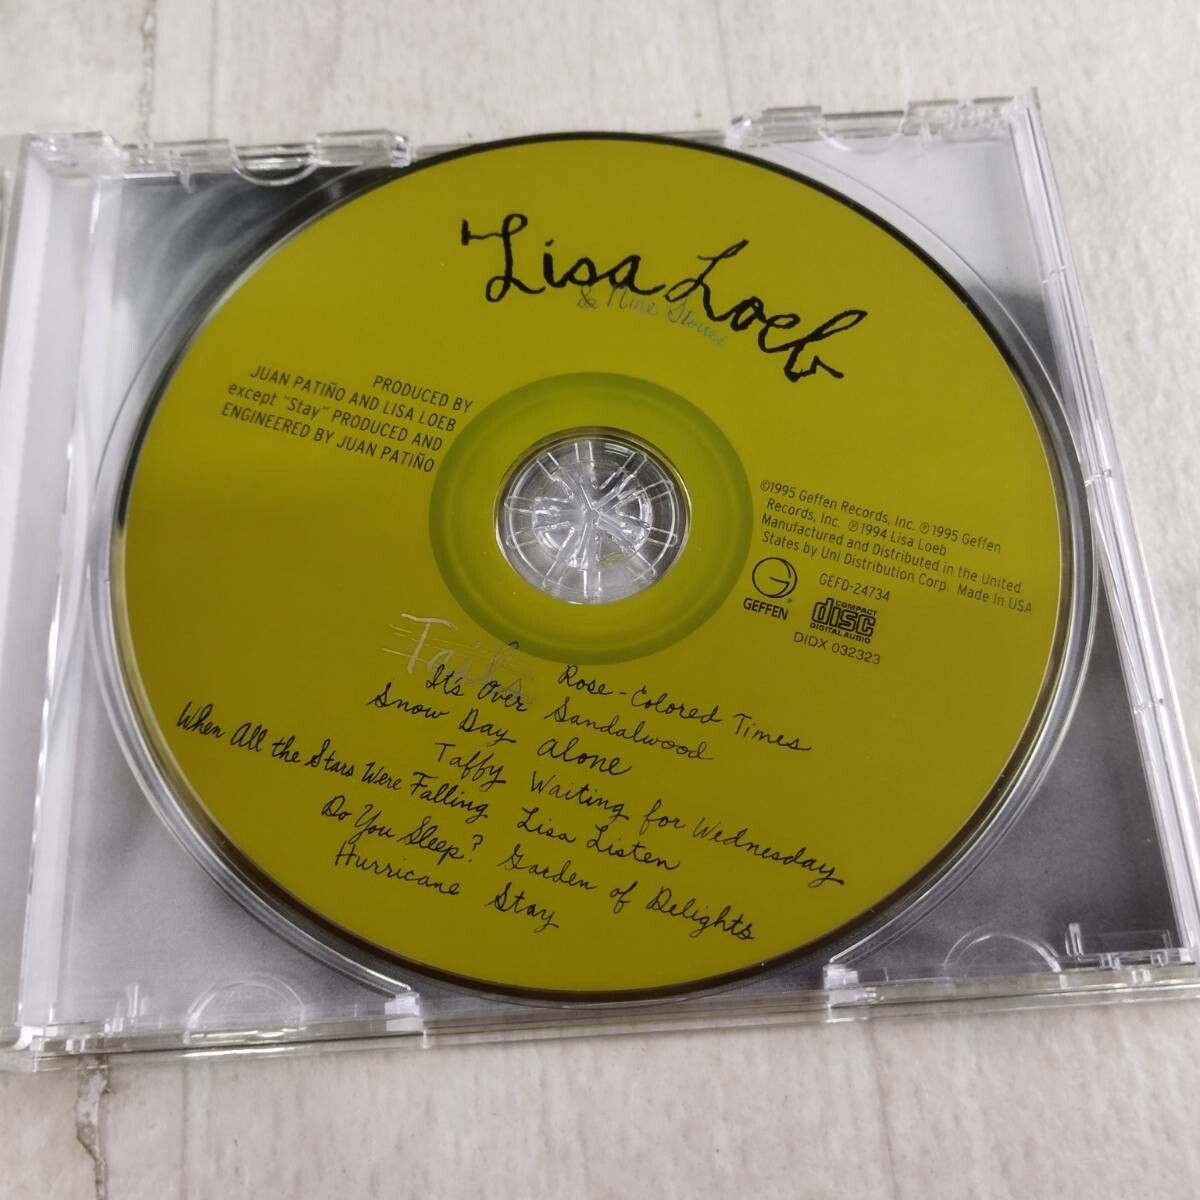 Lisa Loeb
& Nine Stories
PRODUCED BY
JUAN PATIÑO AND LISA LOEB
except "Stay" PRODUCED AND
ENGINEERED BY JUAN PATIÑO
©1995 Geffen Records, Inc. ℗1995 Geffen
Records, Inc. ℗1994 Lisa Loeb
Manufactured and Distributed in the United
States by Uni Distribution Corp. Made In USA
GEFFEN
GEFD-24734
COMPACT
disc
DIGITAL AUDIO
DIDX 032323
Tails
Rose-Colored Times
It's Over Sandalwood
Snow Day Alone
Taffy Waiting for Wednesday
When All the Stars Were Falling Lisa Listen
Do You Sleep? Garden of Delights
Hurricane Stay